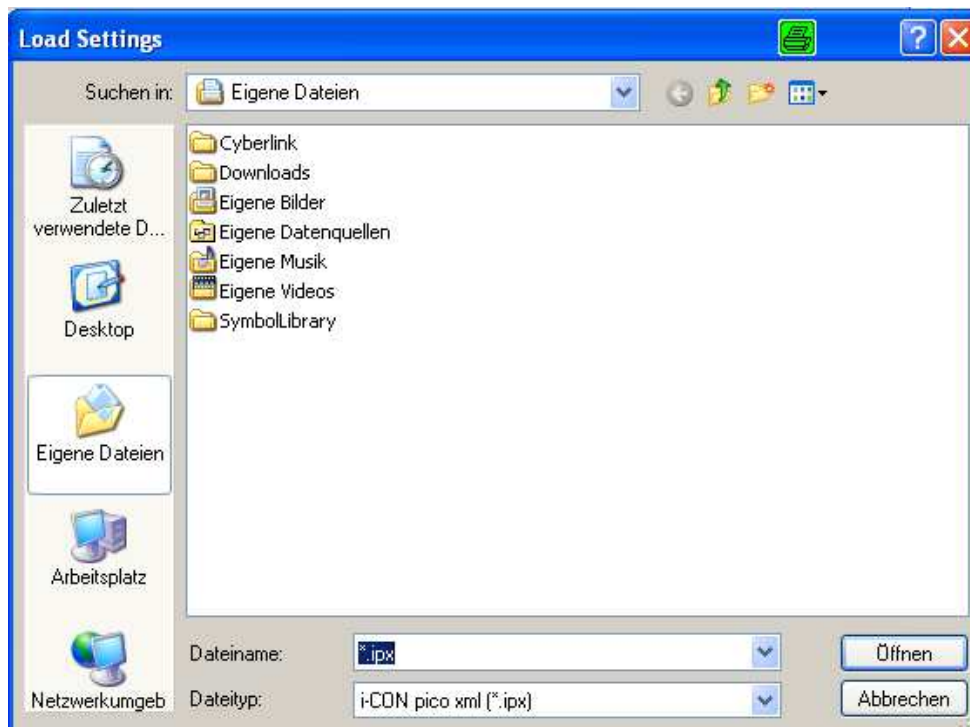 Load Settings
Suchen in:
Eigene Dateien
Zuletzt
verwendete D...
Desktop
Eigene Dateien
Arbeitsplatz
Netzwerkumgeb
Cyberlink
Downloads
Eigene Bilder
Eigene Datenquellen
Eigene Musik
Eigene Videos
SymbolLibrary
Dateiname:
*.ipx
Öffnen
Dateityp:
i-CON pico xml (*.ipx)
Abbrechen